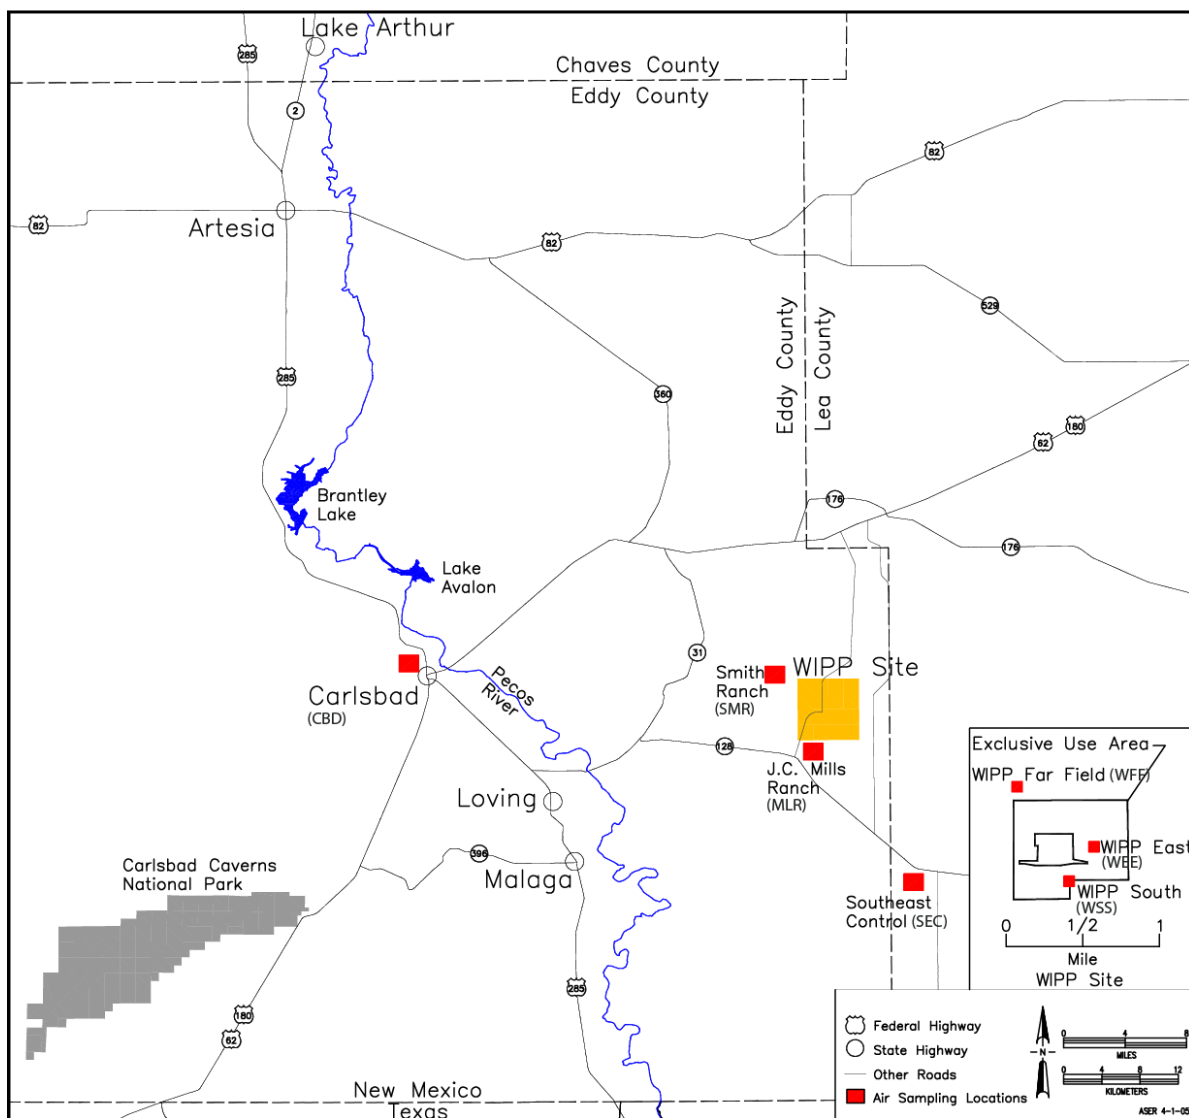 Lake Arthur
285
Chaves County
Eddy County
2
82
Artesia
82
82
529
Eddy County
Lea County
285
360
180
62
Brantley
Lake
176
176
Lake
Avalon
31
Pecos
River
Smith
Ranch
(SMR)
WIPP Site
Carlsbad
(CBD)
128
J.C. Mills
Ranch
(MLR)
Loving
396
Malaga
Carlsbad Caverns
National Park
Southeast
Control (SEC)
285
180
62
New Mexico
Texas
Exclusive Use Area
WIPP Far Field (WFF)
WIPP East
(WEE)
WIPP South
(WSS)
0 1/2 1
Mile
WIPP Site
Federal Highway
State Highway
Other Roads
Air Sampling Locations
N
0 4 8
MILES
0 4 8 12
KILOMETERS
ASER 4-1-05